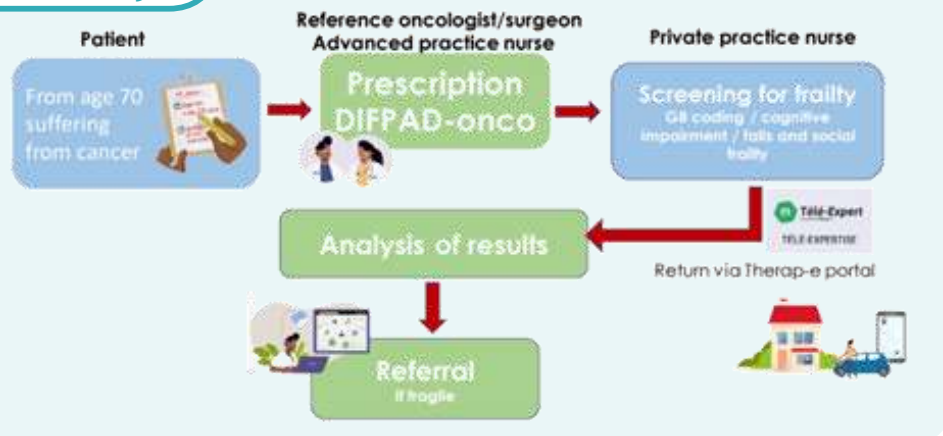 Patient
Reference oncologist/surgeon
Advanced practice nurse
Private practice nurse
From age 70
suffering
from cancer
Prescription
DIFPAD-onco
Screening for frailty
G8 coding / cognitive
impairment / falls and social
frailty
Télé-Expert
TÉLÉ-EXPERTISE
Return via Therap-e portal
Analysis of results
Referral
if fragile